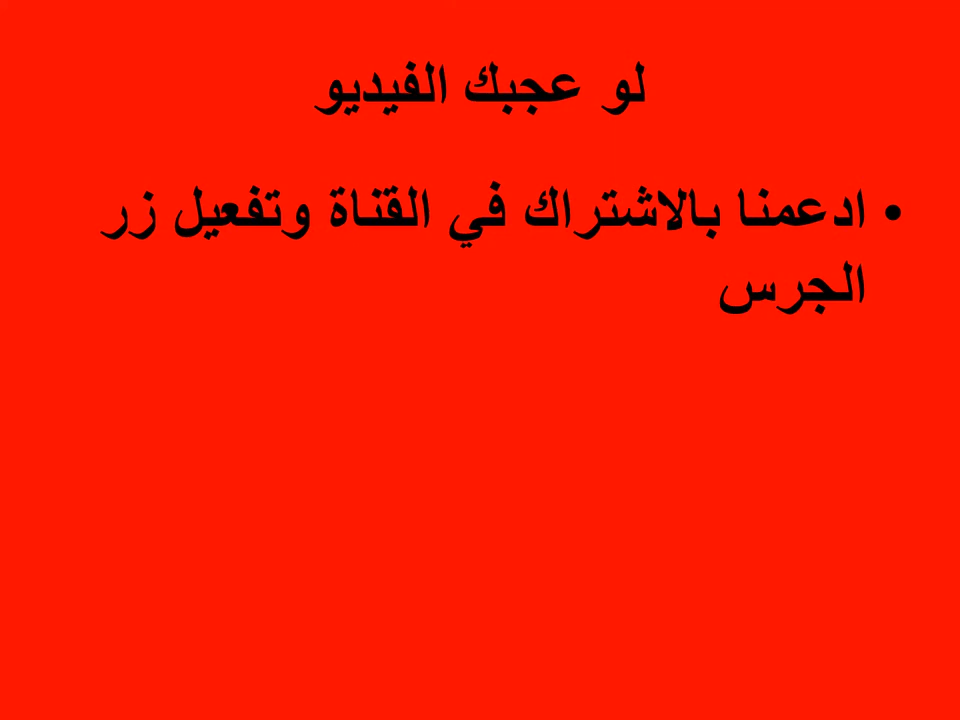 لو عجبك الفيديو
• ادعمنا بالاشتراك في القناة وتفعيل زر
الجرس